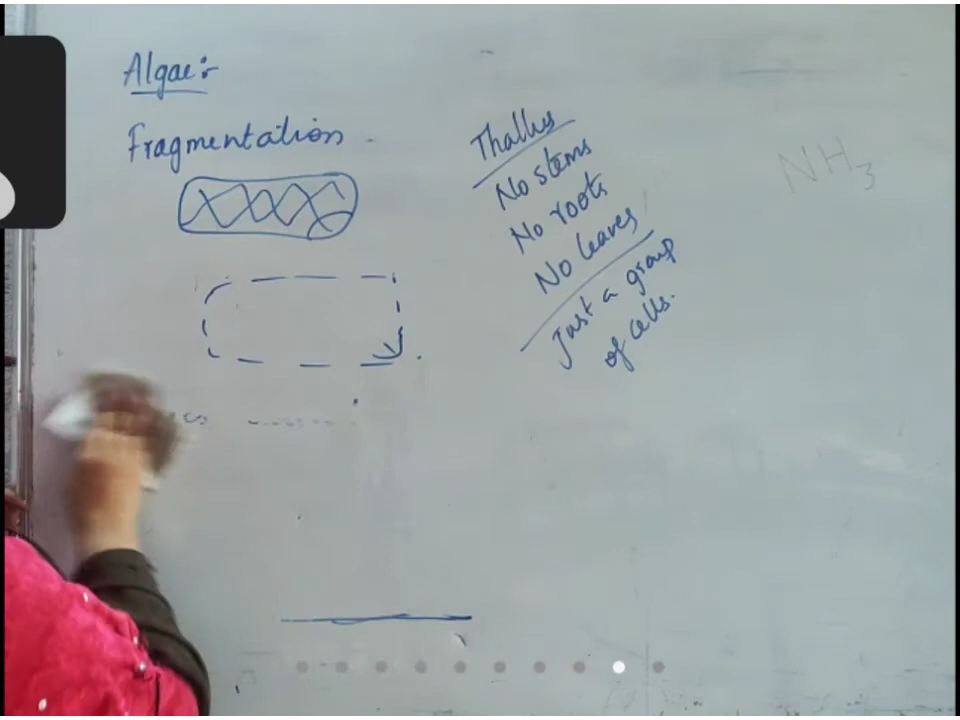 Algae:-
Fragmentation
Thallus
No stems
No roots
No leaves
Just a group
of cells.
NH3